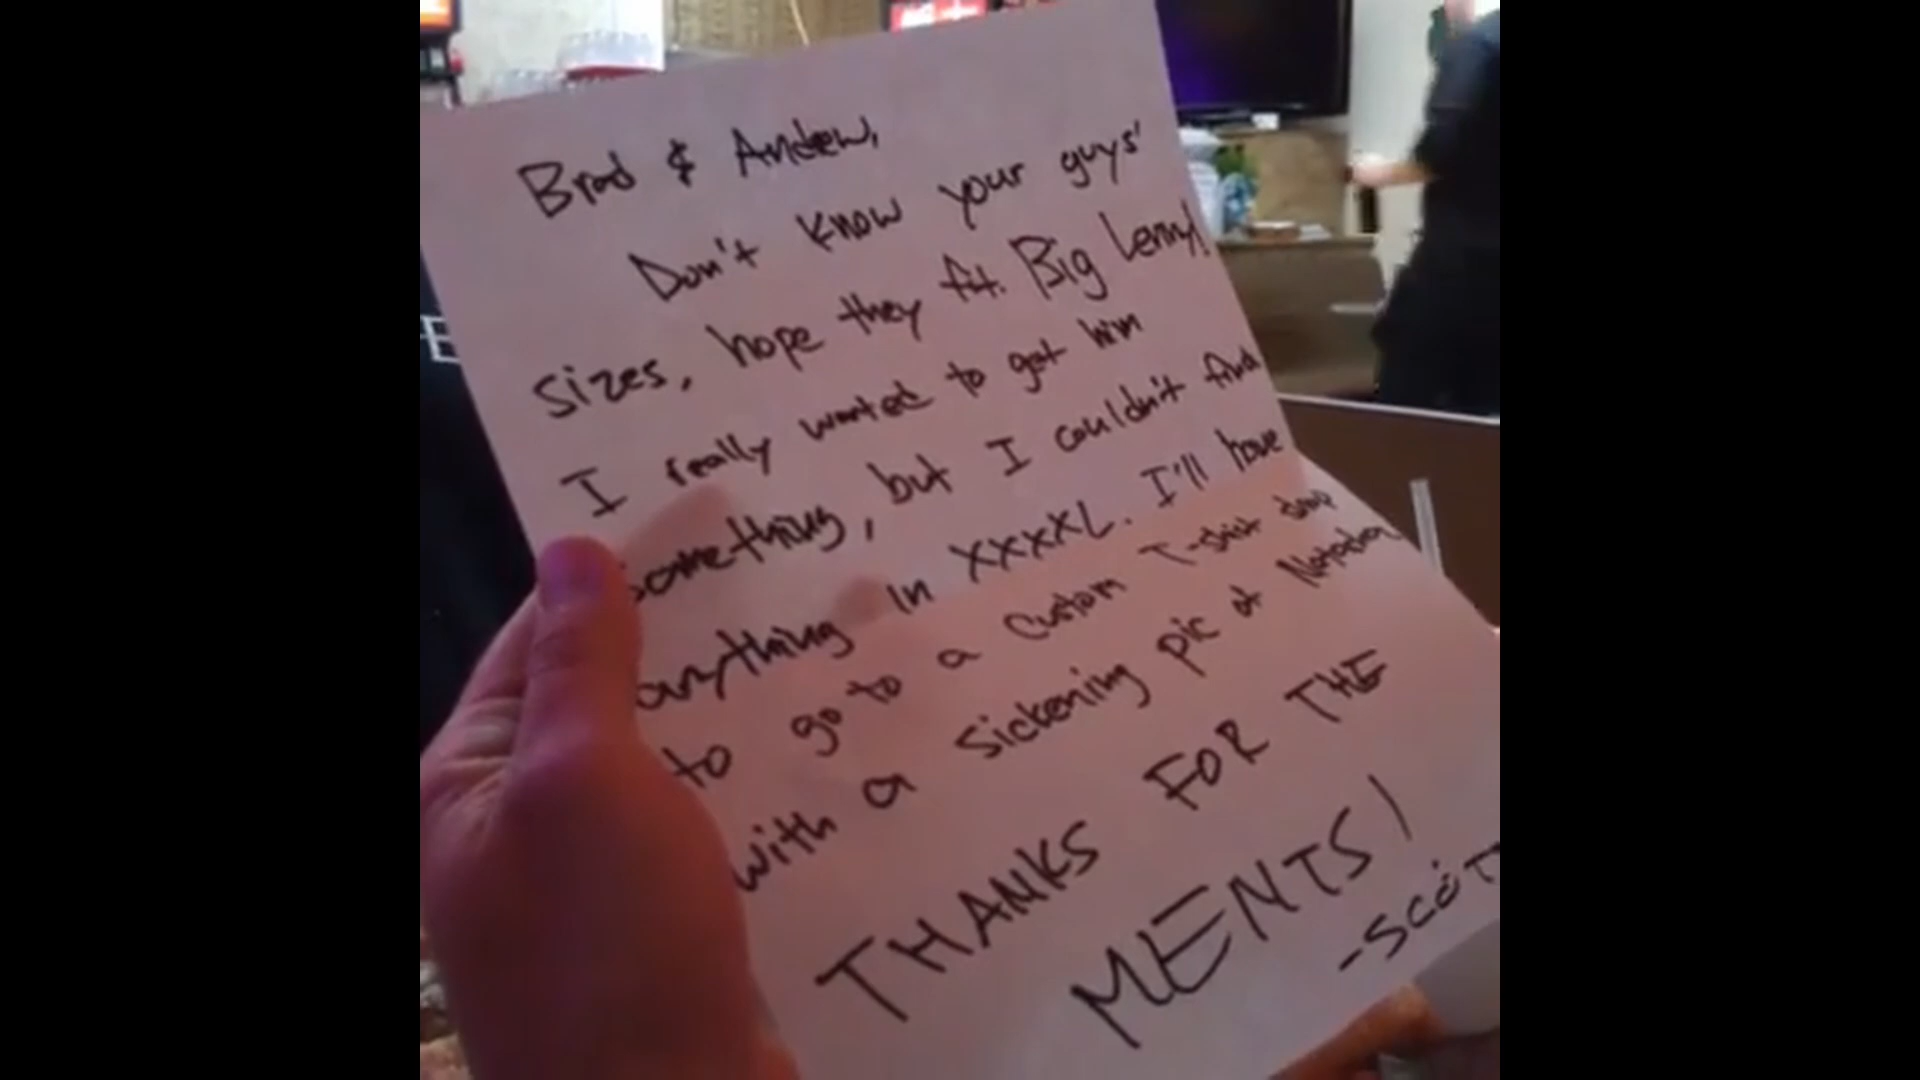 Brad & Andrew,
Don't know your guys'
sizes, hope they fit. Big Lenny!
I really wanted to get him
something, but I couldn't find
anything in XXXXL. I'll have
to go to a custom T-shirt shop
with a sickening pic of Natasha
THANKS FOR THE
MENTS!
-SCOTT
E